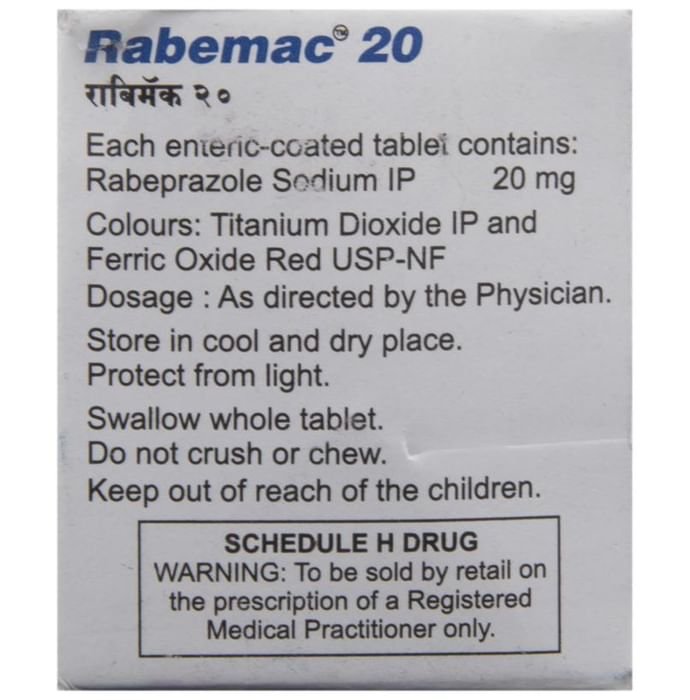 Rabemac™ 20
राबिमॅक २०
Each enteric-coated tablet contains:
Rabeprazole Sodium IP 20 mg
Colours: Titanium Dioxide IP and
Ferric Oxide Red USP-NF
Dosage : As directed by the Physician.
Store in cool and dry place.
Protect from light.
Swallow whole tablet.
Do not crush or chew.
Keep out of reach of the children.
SCHEDULE H DRUG
WARNING: To be sold by retail on
the prescription of a Registered
Medical Practitioner only.